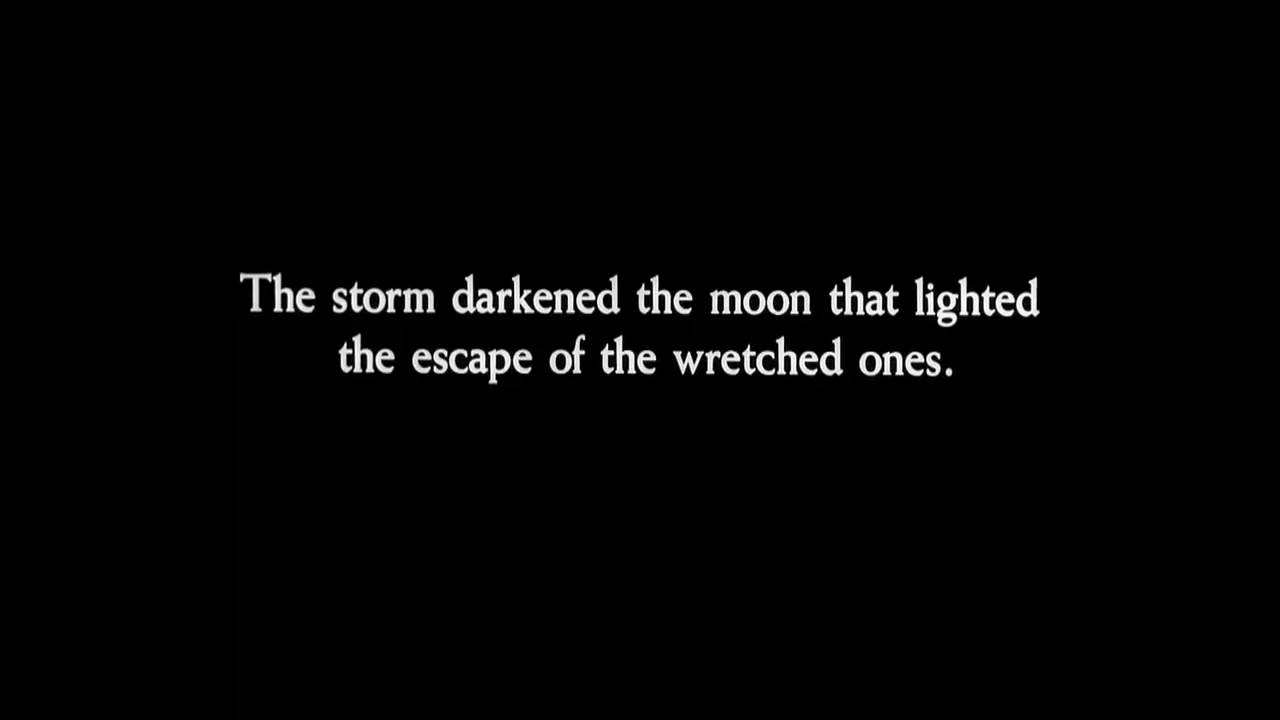 The storm darkened the moon that lighted
the escape of the wretched ones.